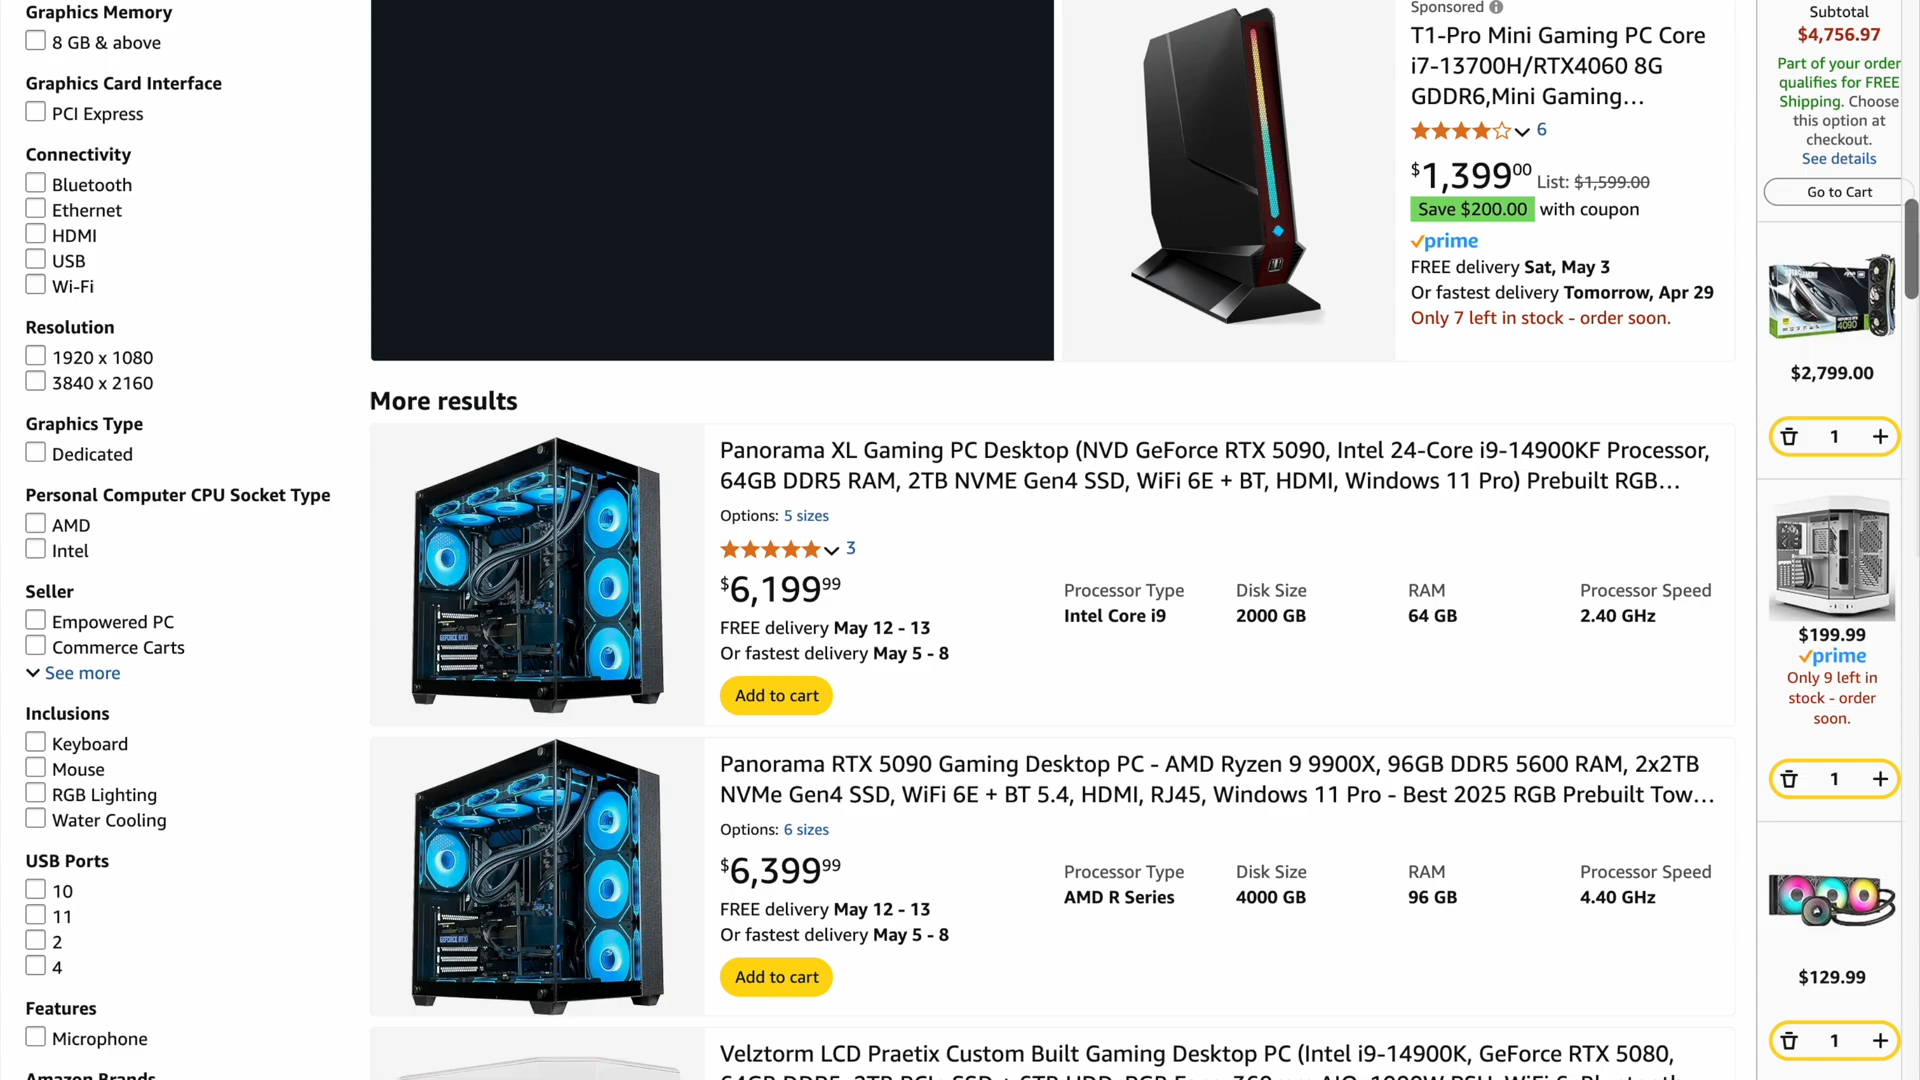 Graphics Memory
8 GB & above
Graphics Card Interface
PCI Express
Connectivity
Bluetooth
Ethernet
HDMI
USB
Wi-Fi
Resolution
1920 x 1080
3840 x 2160
Graphics Type
Dedicated
Personal Computer CPU Socket Type
AMD
Intel
Seller
Empowered PC
Commerce Carts
See more
Inclusions
Keyboard
Mouse
RGB Lighting
Water Cooling
USB Ports
10
11
2
4
Features
Microphone
Amazon Brands
Sponsored
T1-Pro Mini Gaming PC Core
i7-13700H/RTX4060 8G
GDDR6,Mini Gaming…
6
$1,39900 List: $1,599.00
Save $200.00 with coupon
prime
FREE delivery Sat, May 3
Or fastest delivery Tomorrow, Apr 29
Only 7 left in stock - order soon.
More results
Panorama XL Gaming PC Desktop (NVD GeForce RTX 5090, Intel 24-Core i9-14900KF Processor,
64GB DDR5 RAM, 2TB NVME Gen4 SSD, WiFi 6E + BT, HDMI, Windows 11 Pro) Prebuilt RGB…
Options: 5 sizes
3
$6,19999
FREE delivery May 12 - 13
Or fastest delivery May 5 - 8
Add to cart
Processor Type Disk Size RAM Processor Speed
Intel Core i9 2000 GB 64 GB 2.40 GHz
GEFORCE RTX
Panorama RTX 5090 Gaming Desktop PC - AMD Ryzen 9 9900X, 96GB DDR5 5600 RAM, 2x2TB
NVMe Gen4 SSD, WiFi 6E + BT 5.4, HDMI, RJ45, Windows 11 Pro - Best 2025 RGB Prebuilt Tow…
Options: 6 sizes
$6,39999
FREE delivery May 12 - 13
Or fastest delivery May 5 - 8
Add to cart
Processor Type Disk Size RAM Processor Speed
AMD R Series 4000 GB 96 GB 4.40 GHz
GEFORCE RTX
Velztorm LCD Praetix Custom Built Gaming Desktop PC (Intel i9-14900K, GeForce RTX 5080,
Subtotal
$4,756.97
Part of your order
qualifies for FREE
Shipping. Choose
this option at
checkout.
See details
Go to Cart
4090
$2,799.00
1
$199.99
prime
Only 9 left in
stock - order
soon.
1
$129.99
1